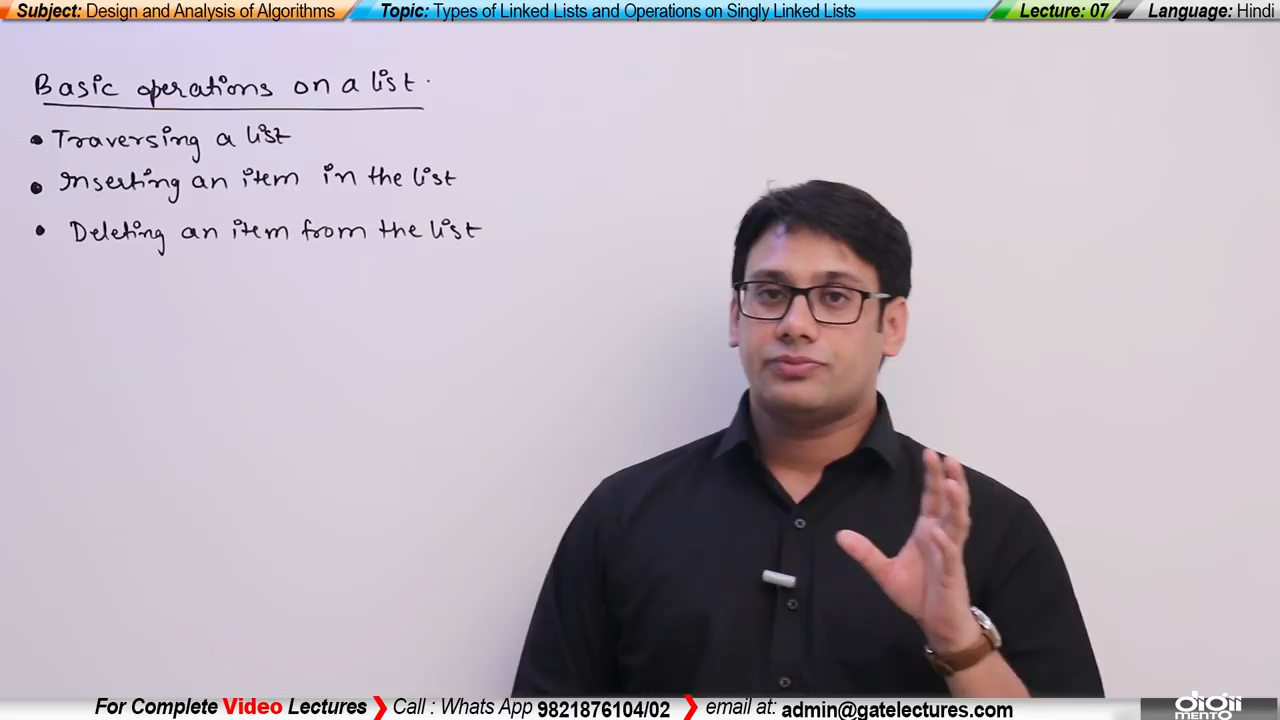 Subject: Design and Analysis of Algorithms Topic: Types of Linked Lists and Operations on Singly Linked Lists Lecture: 07 Language: Hindi
Basic operations on a list.
• Traversing a list
• Inserting an item in the list
• Deleting an item from the list
For Complete Video Lectures Call : Whats App 9821876104/02 email at: admin@gatelectures.com
digii
MENTO